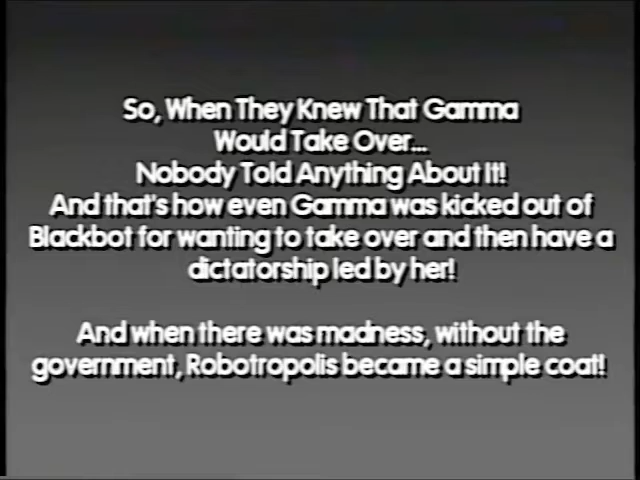 So, When They Knew That Gamma
Would Take Over...
Nobody Told Anything About It!
And that's how even Gamma was kicked out of
Blackbot for wanting to take over and then have a
dictatorship led by her!
And when there was madness, without the
government, Robotropolis became a simple coat!